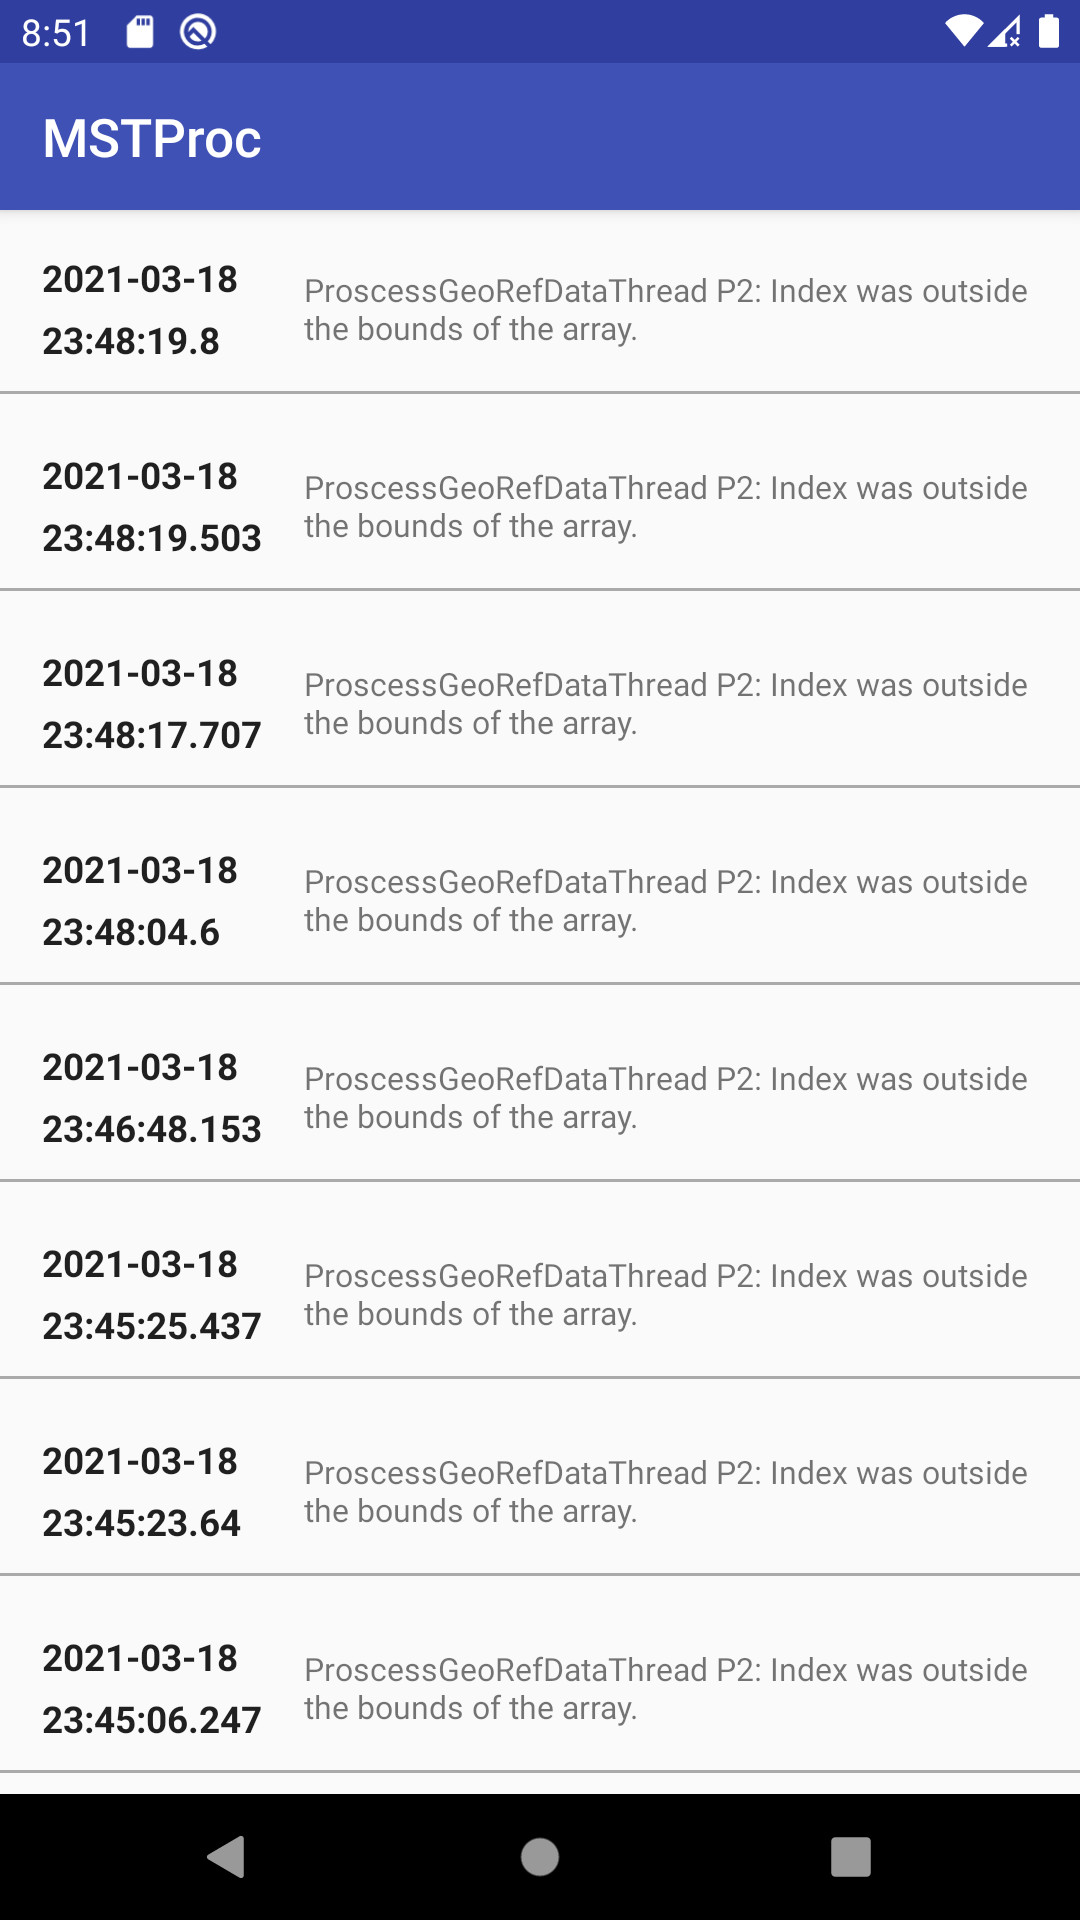 8:51
MSTProc
2021-03-18
23:48:19.8
ProscessGeoRefDataThread P2: Index was outside
the bounds of the array.
2021-03-18
23:48:19.503
ProscessGeoRefDataThread P2: Index was outside
the bounds of the array.
2021-03-18
23:48:17.707
ProscessGeoRefDataThread P2: Index was outside
the bounds of the array.
2021-03-18
23:48:04.6
ProscessGeoRefDataThread P2: Index was outside
the bounds of the array.
2021-03-18
23:46:48.153
ProscessGeoRefDataThread P2: Index was outside
the bounds of the array.
2021-03-18
23:45:25.437
ProscessGeoRefDataThread P2: Index was outside
the bounds of the array.
2021-03-18
23:45:23.64
ProscessGeoRefDataThread P2: Index was outside
the bounds of the array.
2021-03-18
23:45:06.247
ProscessGeoRefDataThread P2: Index was outside
the bounds of the array.